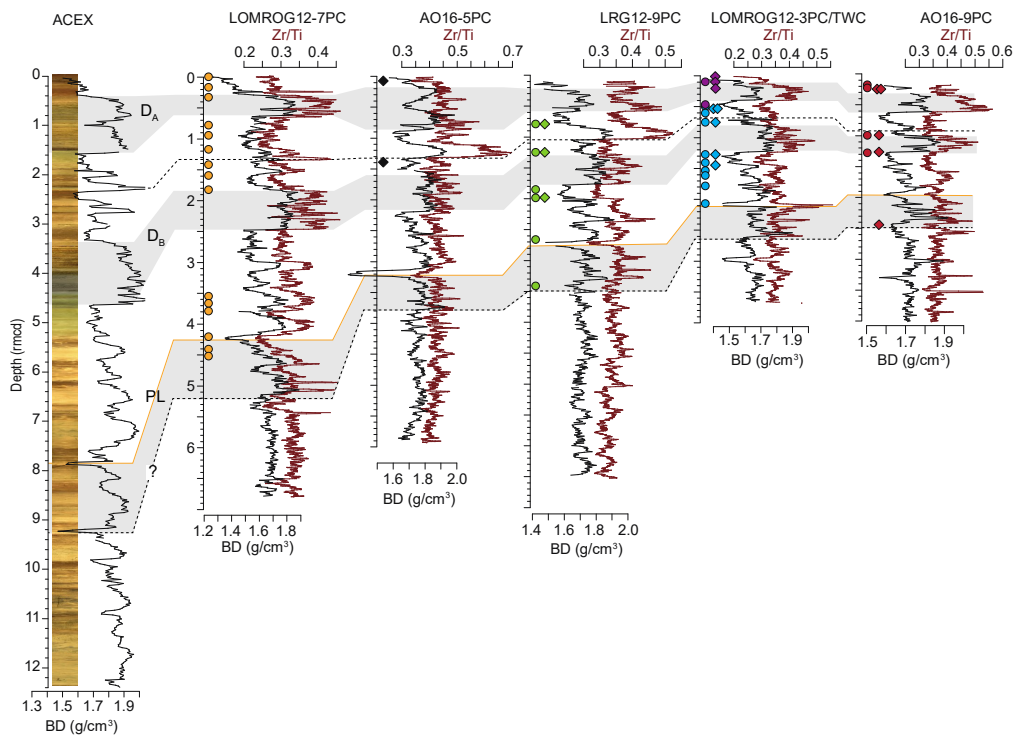 ACEX
LOMROG12-7PC
AO16-5PC
LRG12-9PC
LOMROG12-3PC/TWC
AO16-9PC
Zr/Ti
Zr/Ti
Zr/Ti
Zr/Ti
Zr/Ti
0.2 0.3 0.4
0.3 0.5 0.7
0.3 0.4 0.5
0.2 0.3 0.4 0.5
0.3 0.4 0.5 0.6
0
1
2
3
4
5
6
7
8
9
10
11
12
Depth (rmcd)
0
1
2
3
4
5
6
DA
DB
PL
?
1.3 1.5 1.7 1.9
BD (g/cm³)
1.2 1.4 1.6 1.8
BD (g/cm³)
1.6 1.8 2.0
BD (g/cm³)
1.4 1.6 1.8 2.0
BD (g/cm³)
1.5 1.7 1.9
BD (g/cm³)
1.5 1.7 1.9
BD (g/cm³)